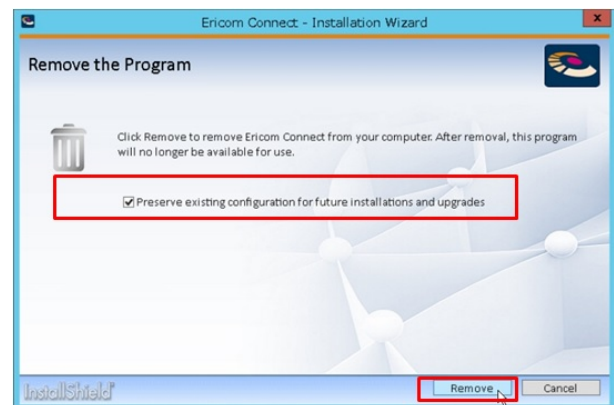 Ericom Connect - Installation Wizard
x
Remove the Program
Click Remove to remove Ericom Connect from your computer. After removal, this program
will no longer be available for use.
Preserve existing configuration for future installations and upgrades
InstallShield
Remove
Cancel